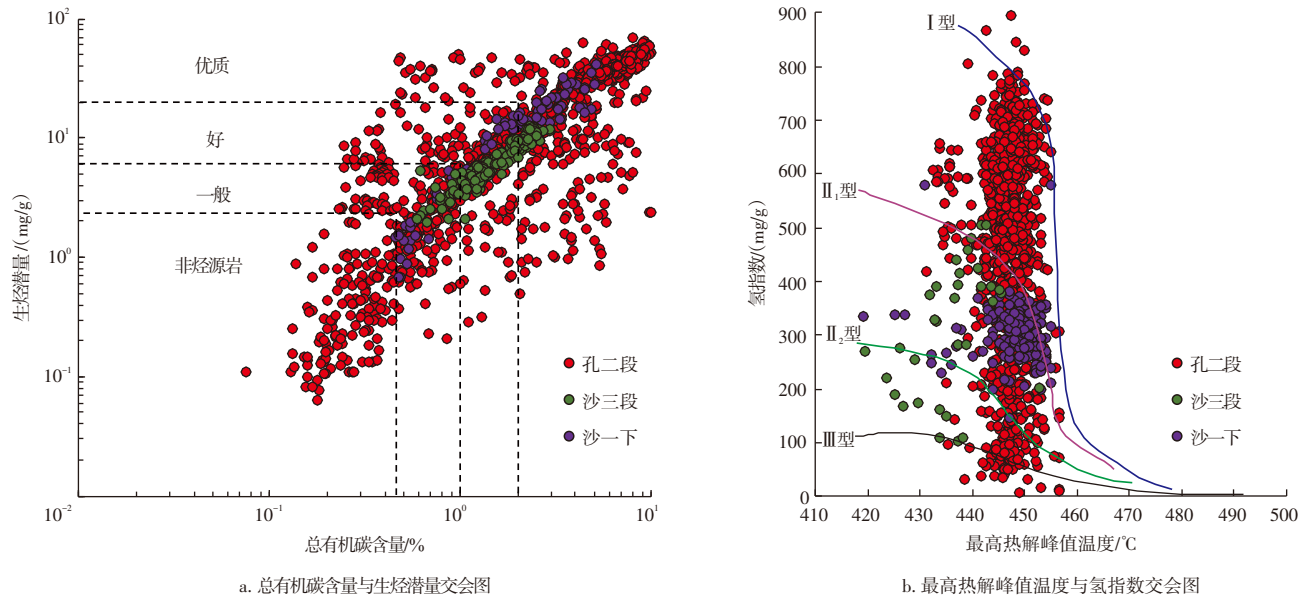 10²
10¹
10⁰
10⁻¹
10⁻²
10⁻¹
10⁰
10¹
优质
好
一般
非烃源岩
生烃潜量/(mg/g)
总有机碳含量/%
孔二段
沙三段
沙一下
a. 总有机碳含量与生烃潜量交会图
900
800
700
600
500
400
300
200
100
0
410 420 430 440 450 460 470 480 490 500
Ⅰ型
Ⅱ₁型
Ⅱ₂型
Ⅲ型
氢指数/(mg/g)
最高热解峰值温度/℃
孔二段
沙三段
沙一下
b. 最高热解峰值温度与氢指数交会图